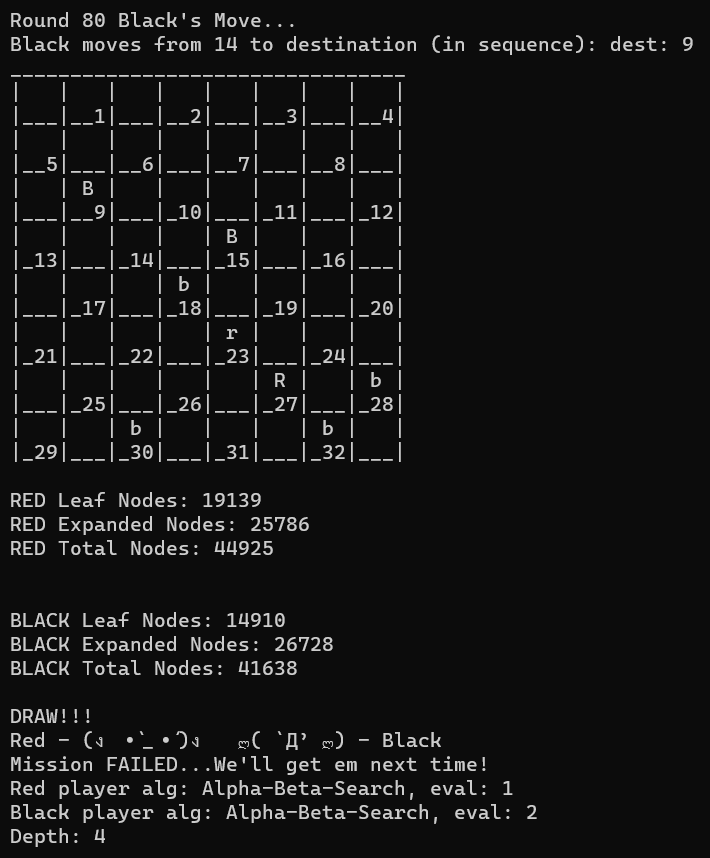 Round 80 Black's Move...
Black moves from 14 to destination (in sequence): dest: 9
_________________________________
|   |   |   |   |   |   |   |   |
|___|__1|___|__2|___|__3|___|__4|
|   |   |   |   |   |   |   |   |
|__5|___|__6|___|__7|___|__8|___|
|   | B |   |   |   |   |   |   |
|___|__9|___|_10|___|_11|___|_12|
|   |   |   |   | B |   |   |   |
|_13|___|_14|___|_15|___|_16|___|
|   |   |   | b |   |   |   |   |
|___|_17|___|_18|___|_19|___|_20|
|   |   |   |   | r |   |   |   |
|_21|___|_22|___|_23|___|_24|___|
|   |   |   |   |   | R |   | b |
|___|_25|___|_26|___|_27|___|_28|
|   |   | b |   |   |   | b |   |
|_29|___|_30|___|_31|___|_32|___|
RED Leaf Nodes: 19139
RED Expanded Nodes: 25786
RED Total Nodes: 44925
BLACK Leaf Nodes: 14910
BLACK Expanded Nodes: 26728
BLACK Total Nodes: 41638
DRAW!!!
Red - (ง •̀_•́)ง   ლ( `Д’ ლ) - Black
Mission FAILED...We'll get em next time!
Red player alg: Alpha-Beta-Search, eval: 1
Black player alg: Alpha-Beta-Search, eval: 2
Depth: 4